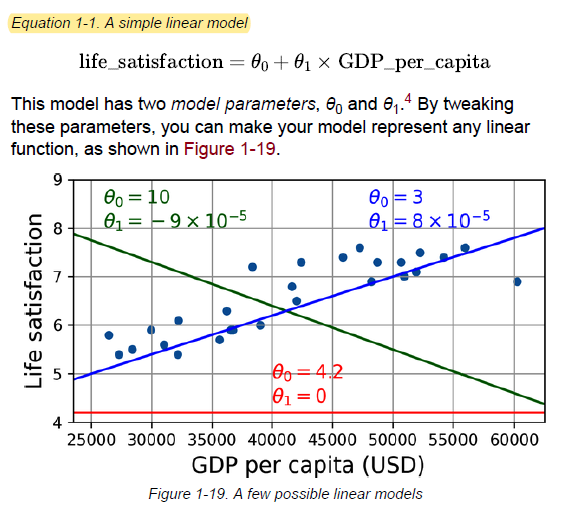 Equation 1-1. A simple linear model
life_satisfaction = θ₀ + θ₁ × GDP_per_capita
This model has two model parameters, θ₀ and θ₁.⁴ By tweaking
these parameters, you can make your model represent any linear
function, as shown in Figure 1-19.
9
8
7
6
5
4
Life satisfaction
θ₀ = 10
θ₁ = − 9 × 10⁻⁵
θ₀ = 3
θ₁ = 8 × 10⁻⁵
θ₀ = 4.2
θ₁ = 0
25000 30000 35000 40000 45000 50000 55000 60000
GDP per capita (USD)
Figure 1-19. A few possible linear models